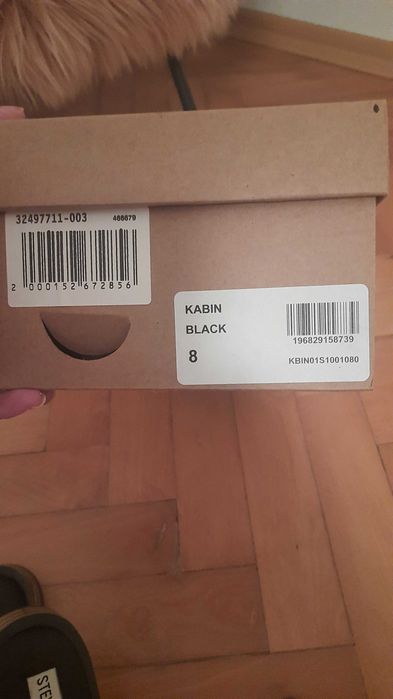 32497711-003
466679
2 000152 672856
KABIN
BLACK
8
196829158739
KBIN01S1001080
STE